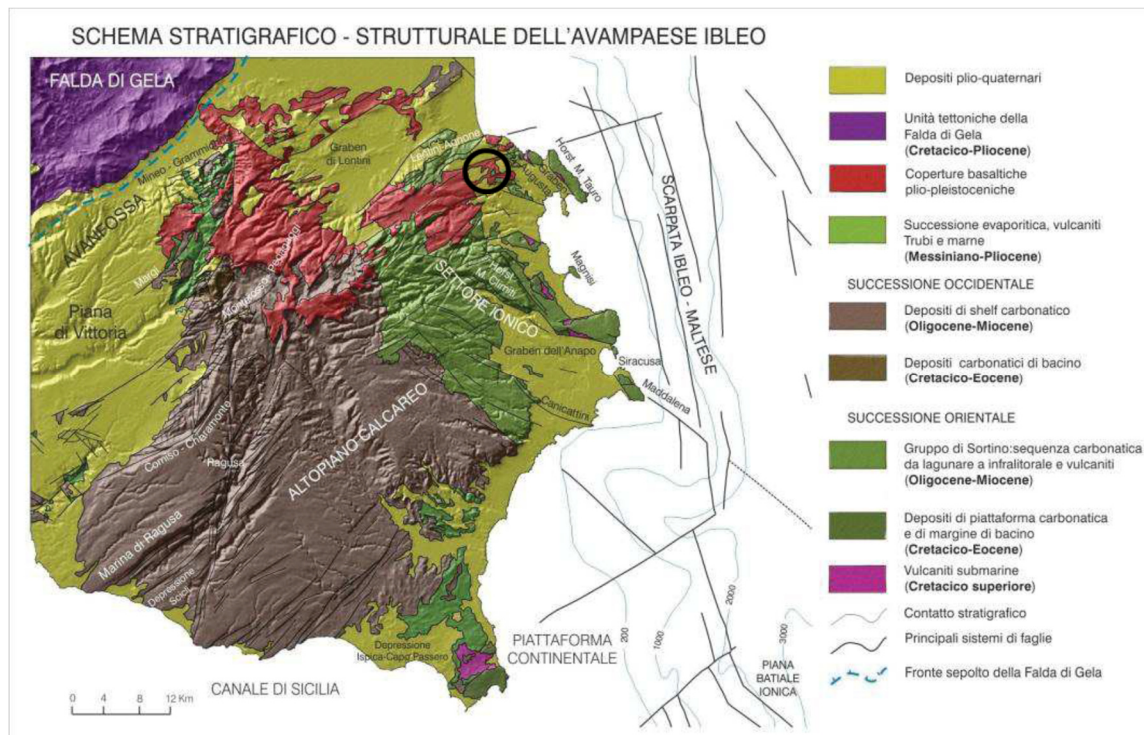 SCHEMA STRATIGRAFICO - STRUTTURALE DELL'AVAMPAESE IBLEO
FALDA DI GELA
Mineo - Grammichele
AVANFOSSA
Graben
di Lentini
Agnone
Augusta
Graben
Horst M. Tauro
Margi
Piana
di Vittoria
SETTORE IONICO
Horst
M. Climiti
Magnisi
SCARPATA IBLEO - MALTESE
Graben dell'Anapo
Siracusa
Maddalena
Canicattini
Comiso - Chiaramonte
Ragusa
ALTOPIANO CALCAREO
Marina di Ragusa
Depressione
Scicli
Depressione
Ispica-Capo Passero
PIATTAFORMA
CONTINENTALE
CANALE DI SICILIA
200
1000
2000
3000
PIANA
BATIALE
IONICA
0 4 8 12 Km
Depositi plio-quaternari
Unità tettoniche della
Falda di Gela
(Cretacico-Pliocene)
Coperture basaltiche
plio-pleistoceniche
Successione evaporitica, vulcaniti
Trubi e marne
(Messiniano-Pliocene)
SUCCESSIONE OCCIDENTALE
Depositi di shelf carbonatico
(Oligocene-Miocene)
Depositi carbonatici di bacino
(Cretacico-Eocene)
SUCCESSIONE ORIENTALE
Gruppo di Sortino:sequenza carbonatica
da lagunare a infralitorale e vulcaniti
(Oligocene-Miocene)
Depositi di piattaforma carbonatica
e di margine di bacino
(Cretacico-Eocene)
Vulcaniti submarine
(Cretacico superiore)
Contatto stratigrafico
Principali sistemi di faglie
Fronte sepolto della Falda di Gela